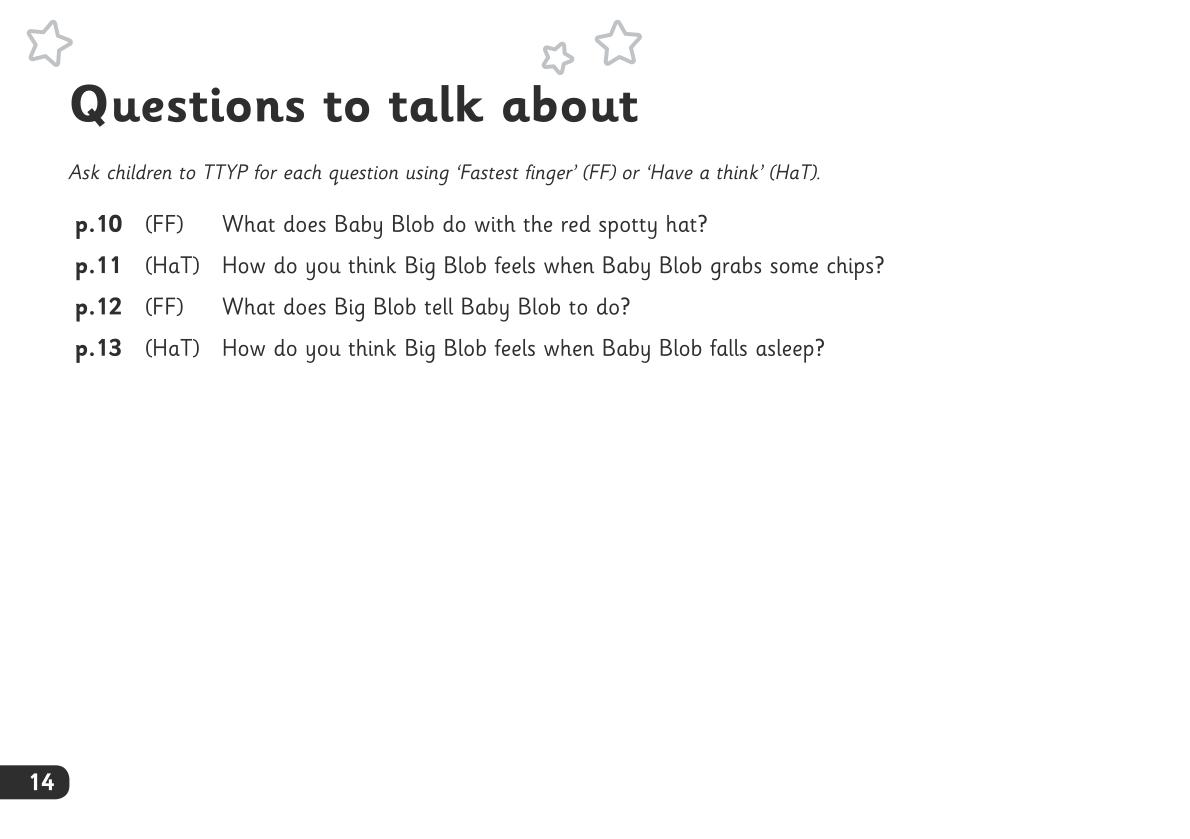 Questions to talk about
Ask children to TTYP for each question using ‘Fastest finger’ (FF) or ‘Have a think’ (HaT).
p.10 (FF) What does Baby Blob do with the red spotty hat?
p.11 (HaT) How do you think Big Blob feels when Baby Blob grabs some chips?
p.12 (FF) What does Big Blob tell Baby Blob to do?
p.13 (HaT) How do you think Big Blob feels when Baby Blob falls asleep?
14